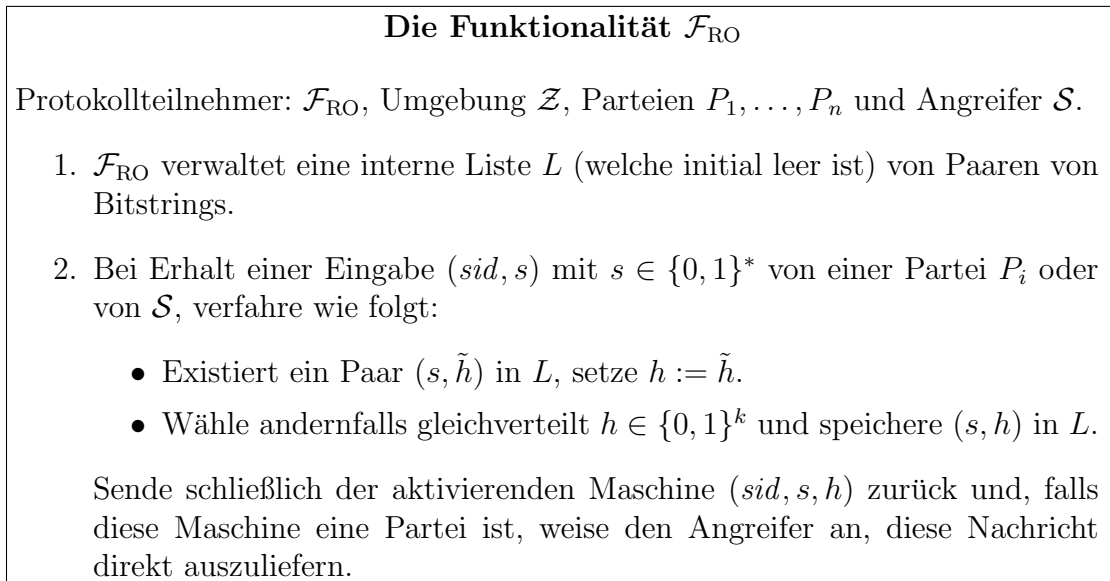 Die Funktionalität 𝓕_RO
Protokollteilnehmer: 𝓕_RO, Umgebung 𝒵, Parteien P_1, . . . , P_n und Angreifer 𝒮.
1. 𝓕_RO verwaltet eine interne Liste L (welche initial leer ist) von Paaren von
Bitstrings.
2. Bei Erhalt einer Eingabe (sid, s) mit s ∈ {0, 1}* von einer Partei P_i oder
von 𝒮, verfahre wie folgt:
• Existiert ein Paar (s, h̃) in L, setze h := h̃.
• Wähle andernfalls gleichverteilt h ∈ {0, 1}^k und speichere (s, h) in L.
Sende schließlich der aktivierenden Maschine (sid, s, h) zurück und, falls
diese Maschine eine Partei ist, weise den Angreifer an, diese Nachricht
direkt auszuliefern.